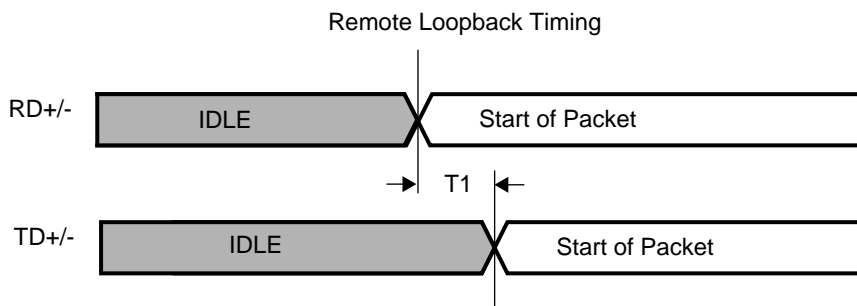 Remote Loopback Timing
RD+/-
IDLE
Start of Packet
T1
TD+/-
IDLE
Start of Packet